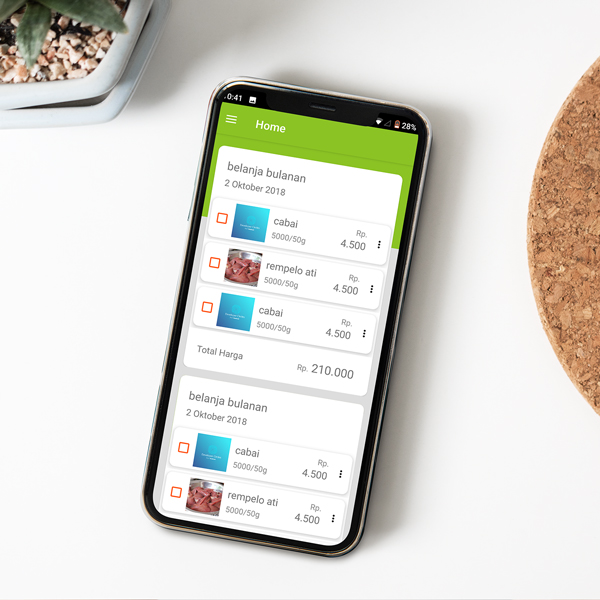 0:41 28%
Home
belanja bulanan
2 Oktober 2018
cabai
5000/50g
Rp.
4.500
rempelo ati
5000/50g
Rp.
4.500
cabai
5000/50g
Rp.
4.500
Total Harga Rp. 210.000
belanja bulanan
2 Oktober 2018
cabai
5000/50g
Rp.
4.500
rempelo ati
5000/50g
Rp.
4.500